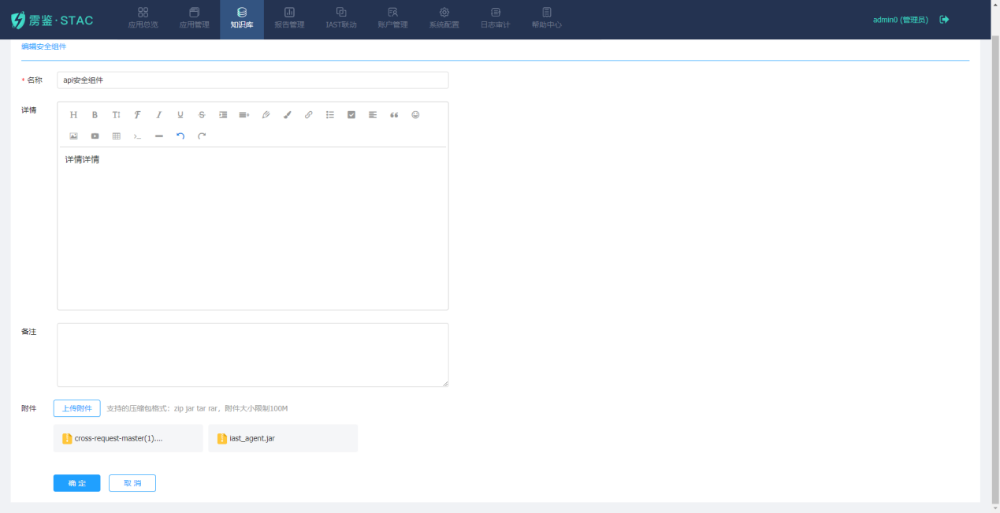 雳鉴·STAC
应用总览
应用管理
知识库
报告管理
IAST联动
账户管理
系统配置
日志审计
帮助中心
admin0 (管理员)
编辑安全组件
* 名称
api安全组件
详情
详情详情
备注
附件
上传附件
支持的压缩包格式：zip jar tar rar，附件大小限制100M
cross-request-master(1)....
iast_agent.jar
确 定
取 消